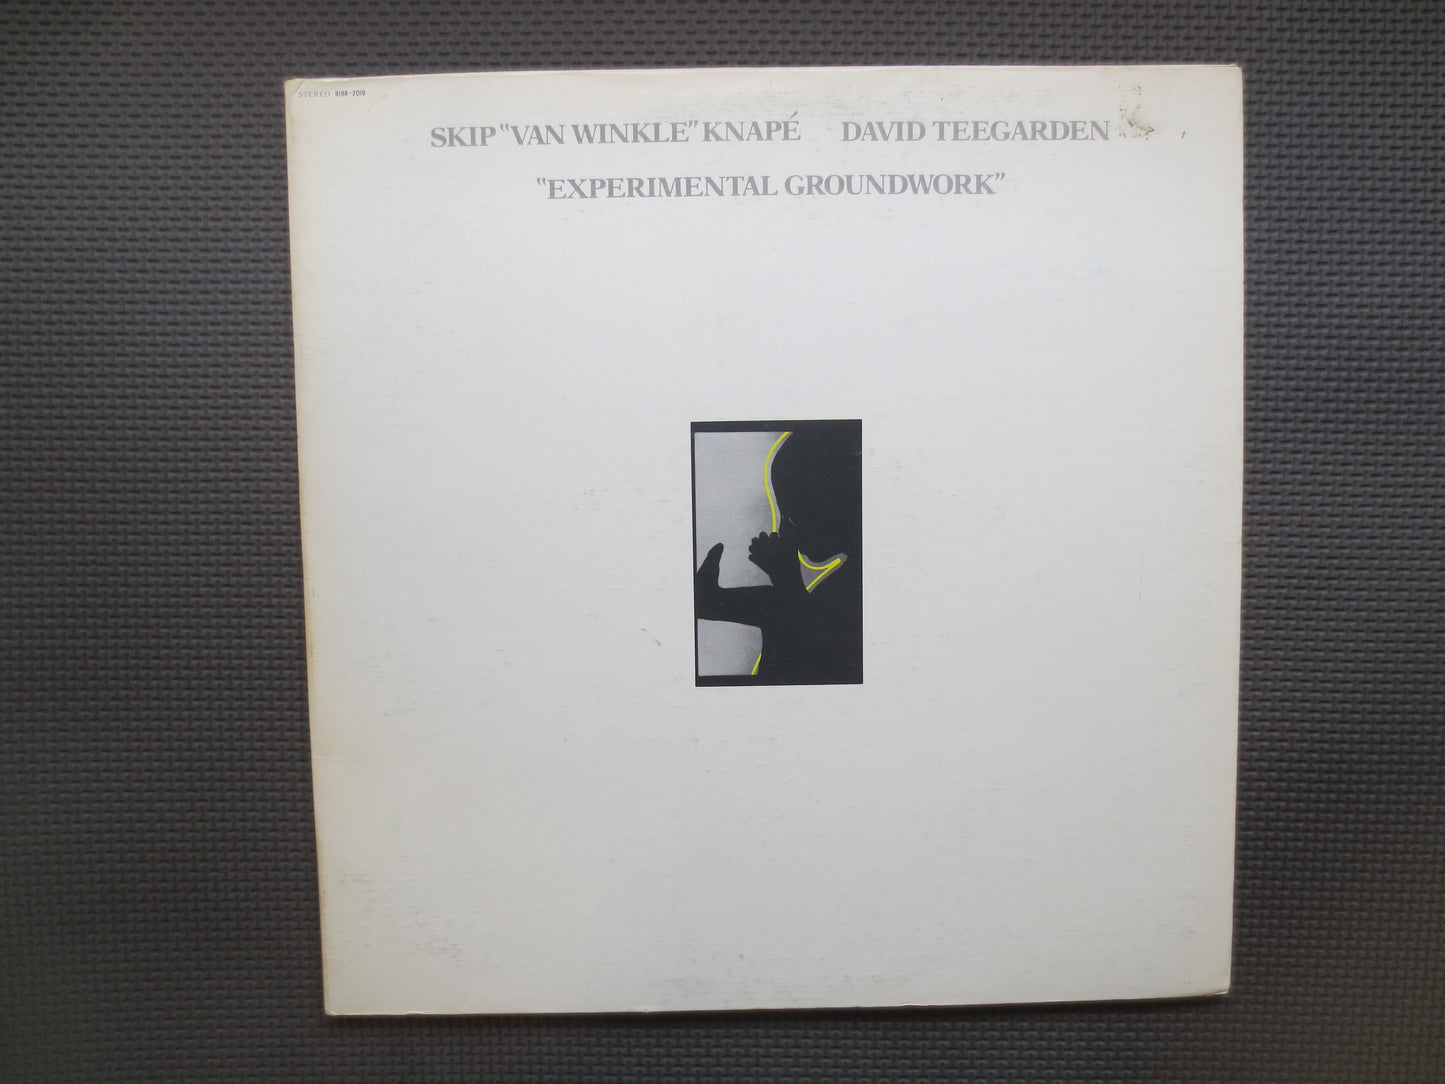 STEREO 9198-2019
SKIP "VAN WINKLE" KNAPÉ DAVID TEEGARDEN
"EXPERIMENTAL GROUNDWORK"